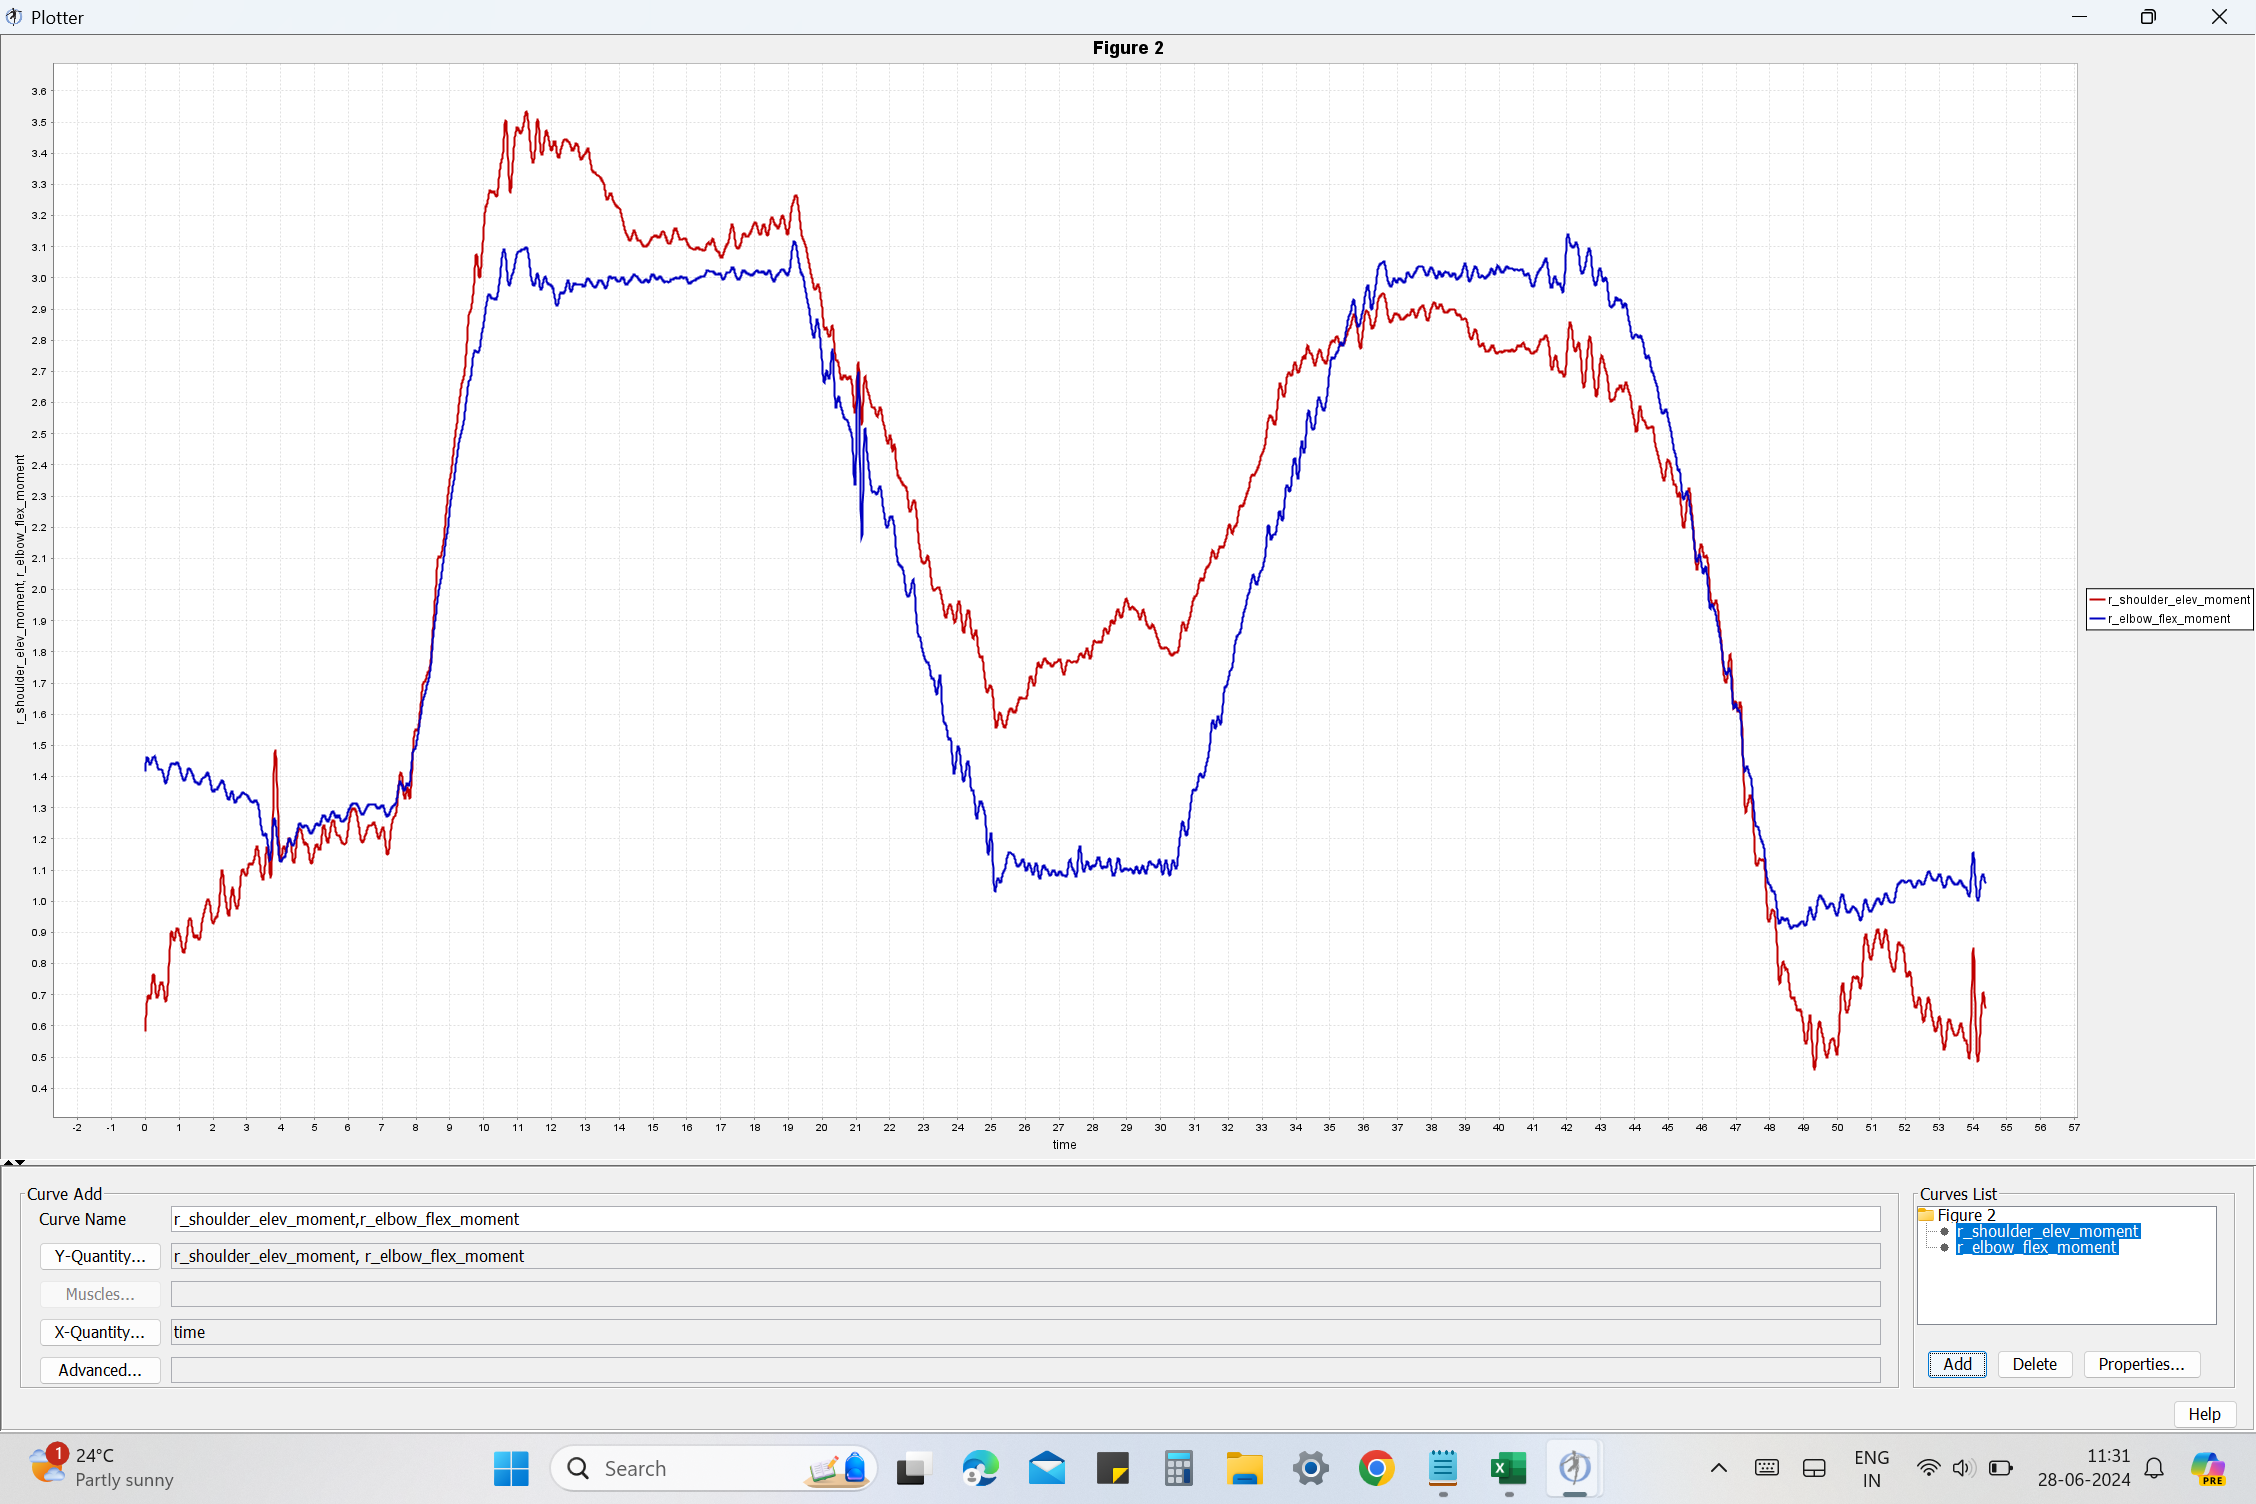 Plotter
Figure 2
3.6
3.5
3.4
3.3
3.2
3.1
3.0
2.9
2.8
2.7
2.6
2.5
2.4
2.3
2.2
2.1
2.0
1.9
1.8
1.7
1.6
1.5
1.4
1.3
1.2
1.1
1.0
0.9
0.8
0.7
0.6
0.5
0.4
r_shoulder_elev_moment, r_elbow_flex_moment
-2 -1 0 1 2 3 4 5 6 7 8 9 10 11 12 13 14 15 16 17 18 19 20 21 22 23 24 25 26 27 28 29 30 31 32 33 34 35 36 37 38 39 40 41 42 43 44 45 46 47 48 49 50 51 52 53 54 55 56 57
time
r_shoulder_elev_moment
r_elbow_flex_moment
Curve Add
Curve Name r_shoulder_elev_moment,r_elbow_flex_moment
Y-Quantity... r_shoulder_elev_moment, r_elbow_flex_moment
Muscles...
X-Quantity... time
Advanced...
Curves List
Figure 2
r_shoulder_elev_moment
r_elbow_flex_moment
Add Delete Properties...
Help
1
24°C
Partly sunny
Search
ENG
IN
11:31
28-06-2024
PRE